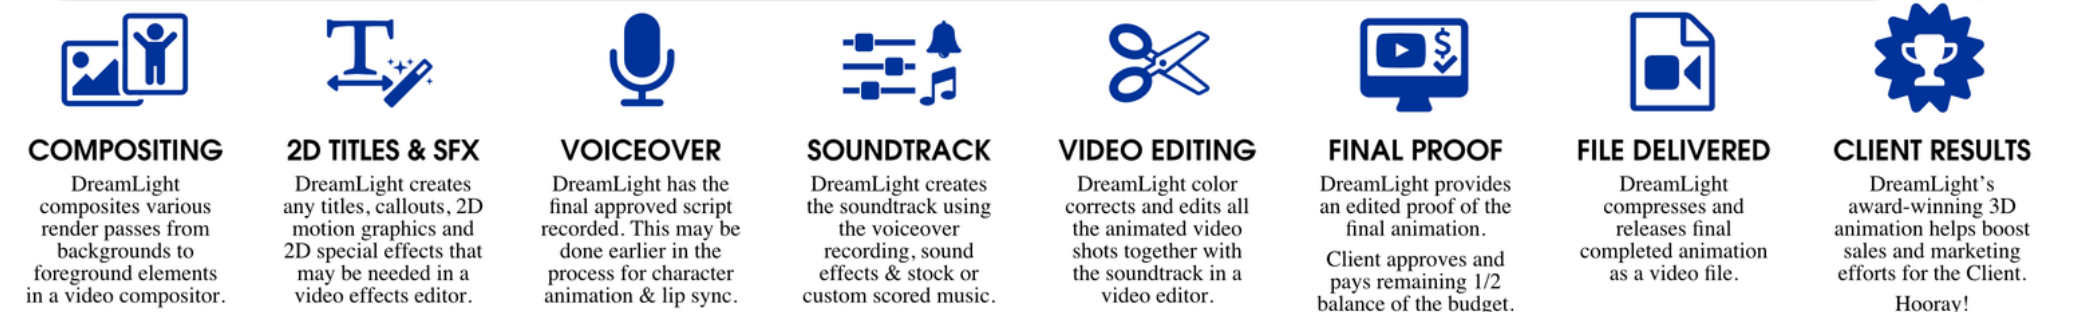 COMPOSITING
DreamLight
composites various
render passes from
backgrounds to
foreground elements
in a video compositor.
2D TITLES & SFX
DreamLight creates
any titles, callouts, 2D
motion graphics and
2D special effects that
may be needed in a
video effects editor.
VOICEOVER
DreamLight has the
final approved script
recorded. This may be
done earlier in the
process for character
animation & lip sync.
SOUNDTRACK
DreamLight creates
the soundtrack using
the voiceover
recording, sound
effects & stock or
custom scored music.
VIDEO EDITING
DreamLight color
corrects and edits all
the animated video
shots together with
the soundtrack in a
video editor.
FINAL PROOF
DreamLight provides
an edited proof of the
final animation.
Client approves and
pays remaining 1/2
balance of the budget.
FILE DELIVERED
DreamLight
compresses and
releases final
completed animation
as a video file.
CLIENT RESULTS
DreamLight's
award-winning 3D
animation helps boost
sales and marketing
efforts for the Client.
Hooray!